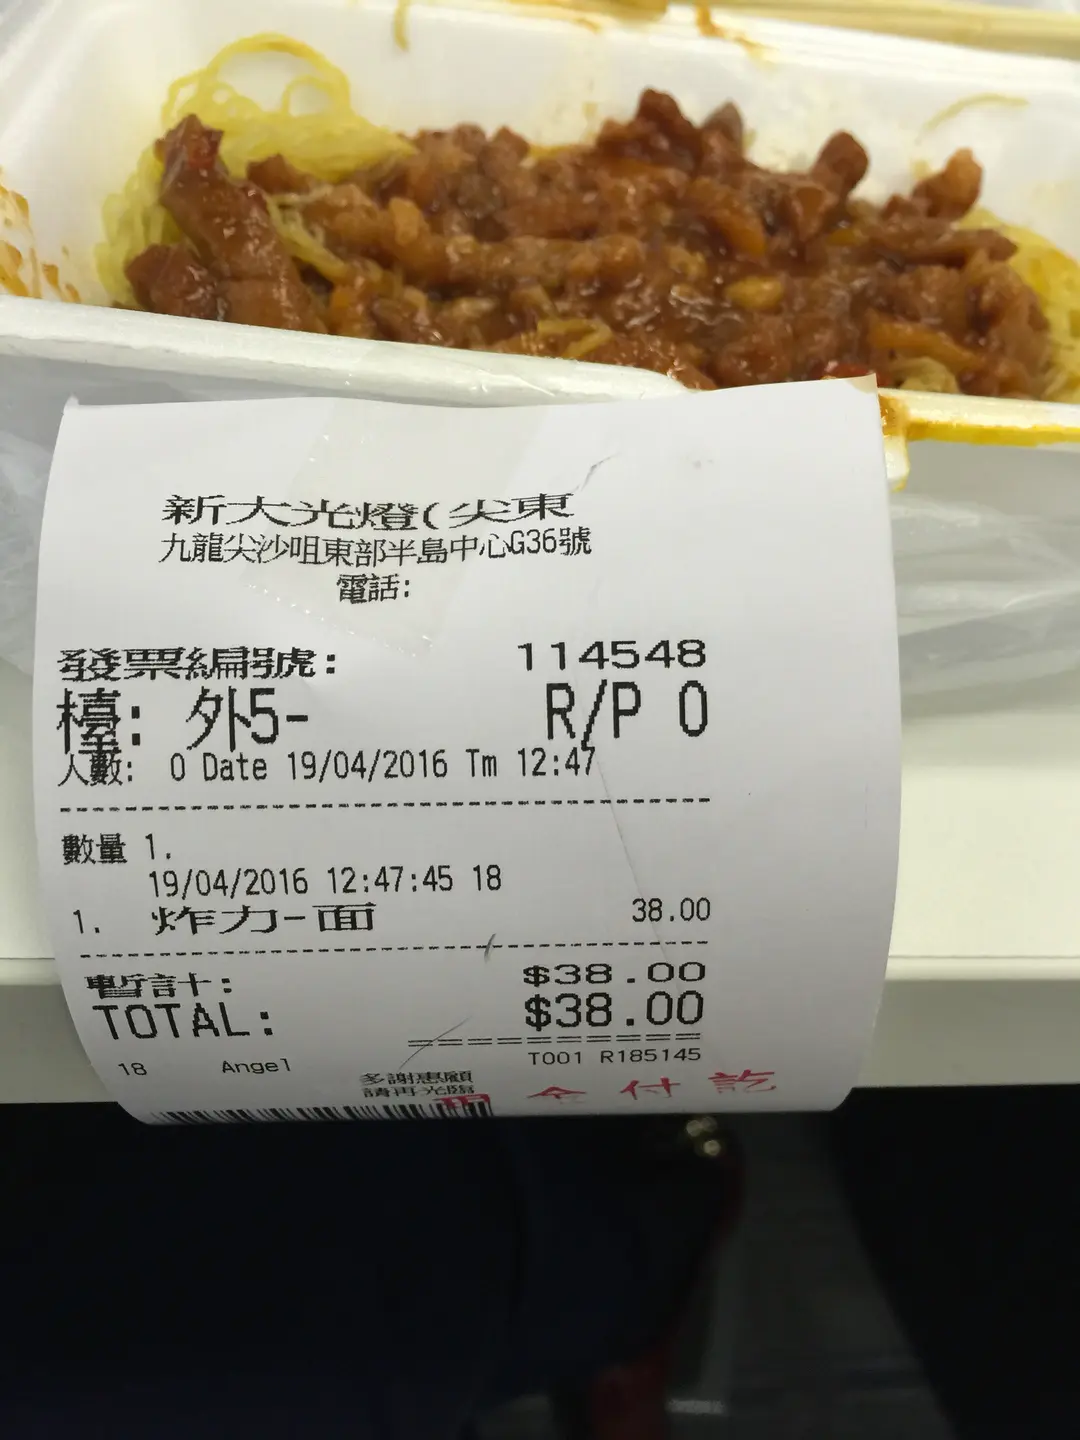 新大光燈(尖東
九龍尖沙咀東部半島中心G36號
電話:
發票編號: 114548
檯: 外5- R/P 0
人數: 0 Date 19/04/2016 Tm 12:47
數量 1.
19/04/2016 12:47:45 18
1. 炸力-面 38.00
暫計: $38.00
TOTAL: $38.00
T001 R185145
18 Angel
多謝惠顧
請再光臨
付訖